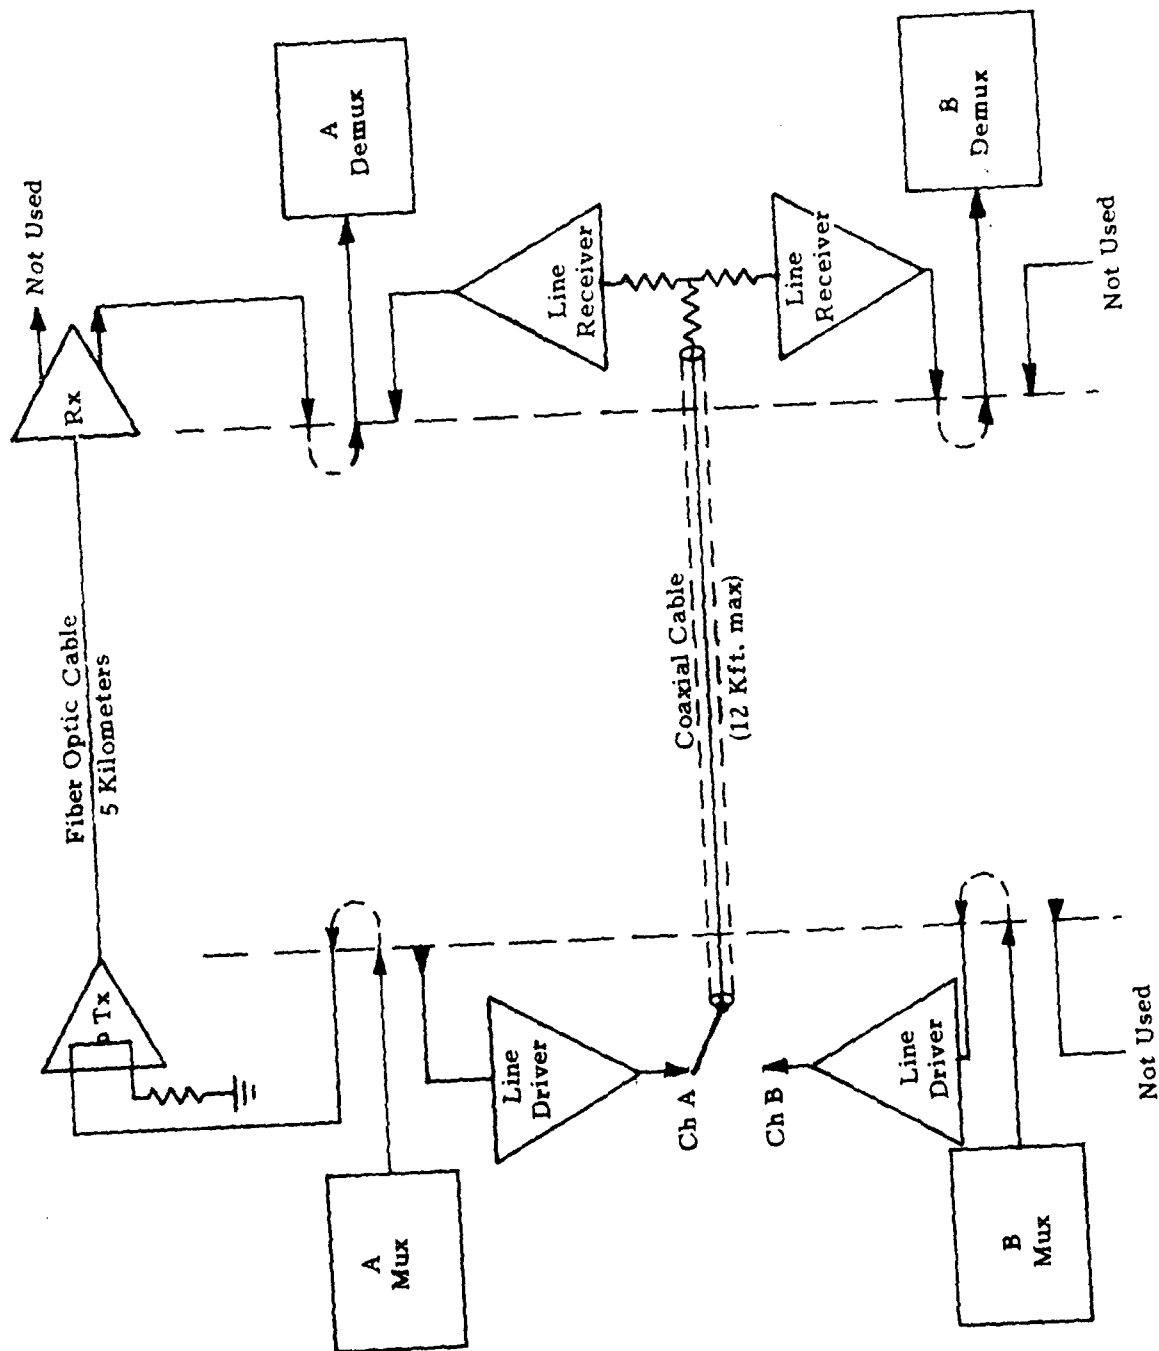 Not Used
Rx
A
Demux
Fiber Optic Cable
5 Kilometers
Tx
A
Mux
Line
Receiver
Line
Driver
Coaxial Cable
(12 Kft. max)
Ch A
Ch B
Line
Receiver
Line
Driver
B
Demux
B
Mux
Not Used
Not Used